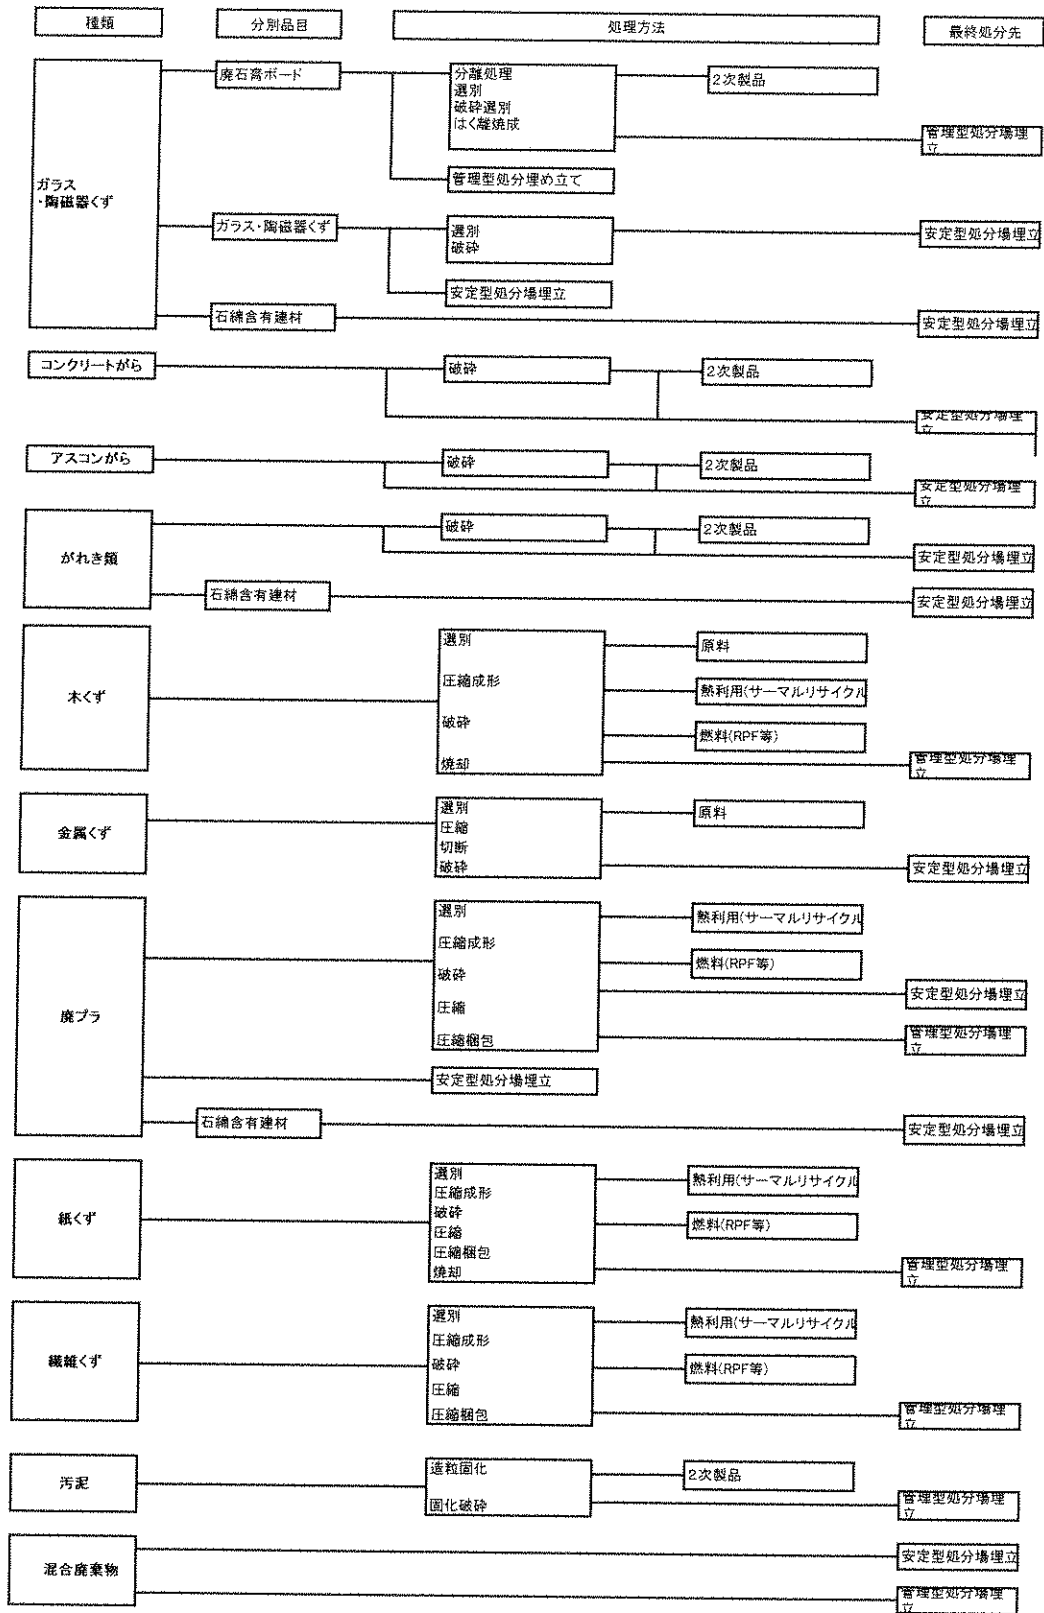 種類
分別品目
処理方法
最終処分先
ガラス
・陶磁器くず
廃石膏ボード
分離処理
選別
破砕選別
はく離焼成
2次製品
管理型処分場埋
立
管理型処分埋め立て
ガラス・陶磁器くず
選別
破砕
安定型処分場埋立
安定型処分場埋立
石綿含有建材
安定型処分場埋立
コンクリートがら
破砕
2次製品
安定型処分場埋
立
アスコンがら
破砕
2次製品
安定型処分場埋
立
がれき類
破砕
2次製品
安定型処分場埋立
石綿含有建材
安定型処分場埋立
木くず
選別
圧縮成形
破砕
焼却
原料
熱利用(サーマルリサイクル
燃料(RPF等)
管理型処分場埋
立
金属くず
選別
圧縮
切断
破砕
原料
安定型処分場埋立
廃プラ
選別
圧縮成形
破砕
圧縮
圧縮梱包
熱利用(サーマルリサイクル
燃料(RPF等)
安定型処分場埋立
管理型処分場埋
立
安定型処分場埋立
石綿含有建材
安定型処分場埋立
紙くず
選別
圧縮成形
破砕
圧縮
圧縮梱包
焼却
熱利用(サーマルリサイクル
燃料(RPF等)
管理型処分場埋
立
繊維くず
選別
圧縮成形
破砕
圧縮
圧縮梱包
熱利用(サーマルリサイクル
燃料(RPF等)
管理型処分場埋
立
汚泥
造粒固化
固化破砕
2次製品
管理型処分場埋
立
混合廃棄物
安定型処分場埋立
管理型処分場埋
立